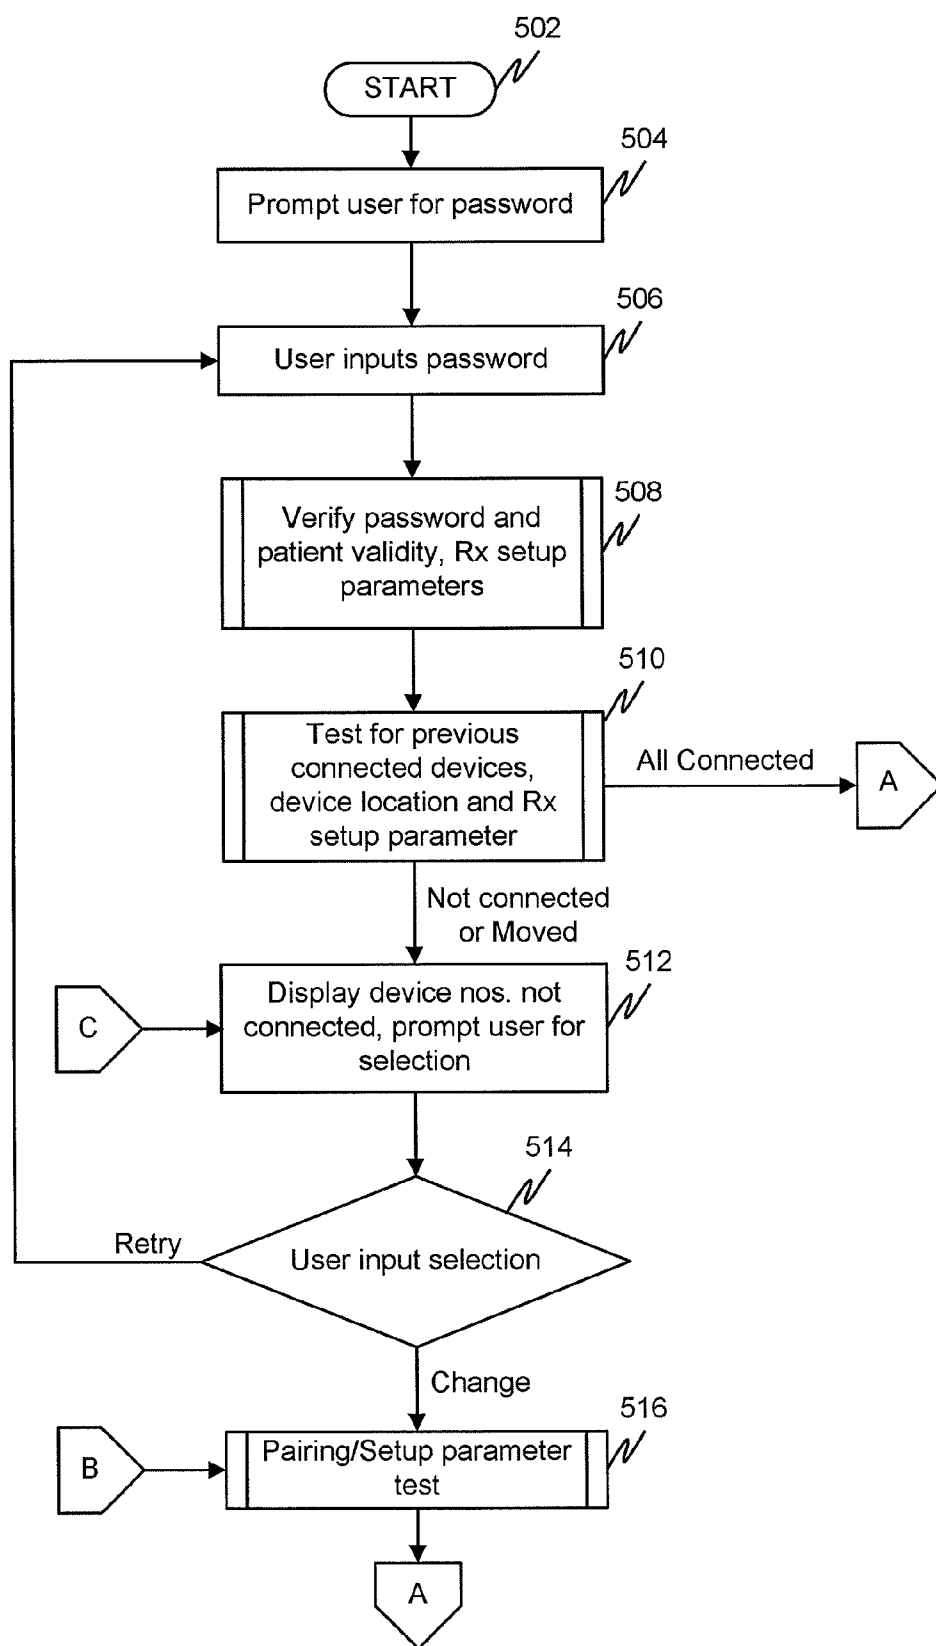 502
START
504
Prompt user for password
506
User inputs password
508
Verify password and
patient validity, Rx setup
parameters
510
Test for previous
connected devices,
device location and Rx
setup parameter
All Connected
A
Not connected
or Moved
512
Display device nos. not
connected, prompt user for
selection
C
514
User input selection
Retry
Change
516
Pairing/Setup parameter
test
B
A